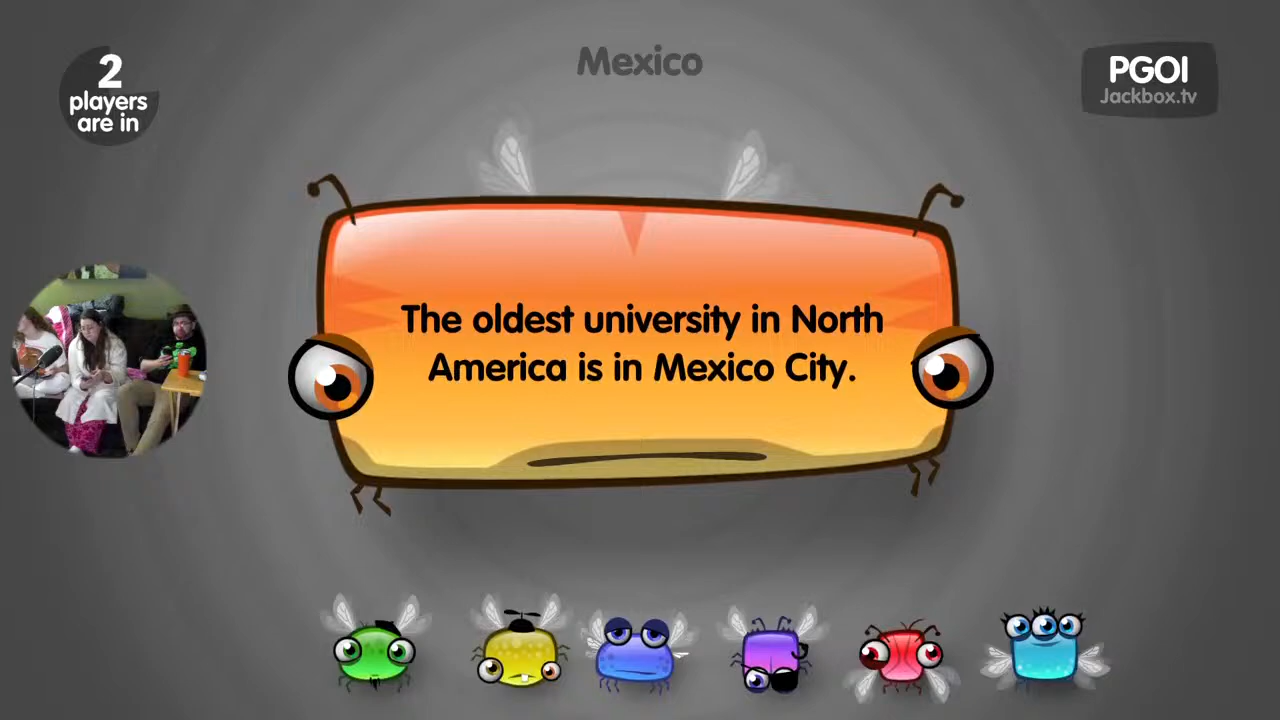 2
players
are in
Mexico
PGOI
Jackbox.tv
The oldest university in North
America is in Mexico City.